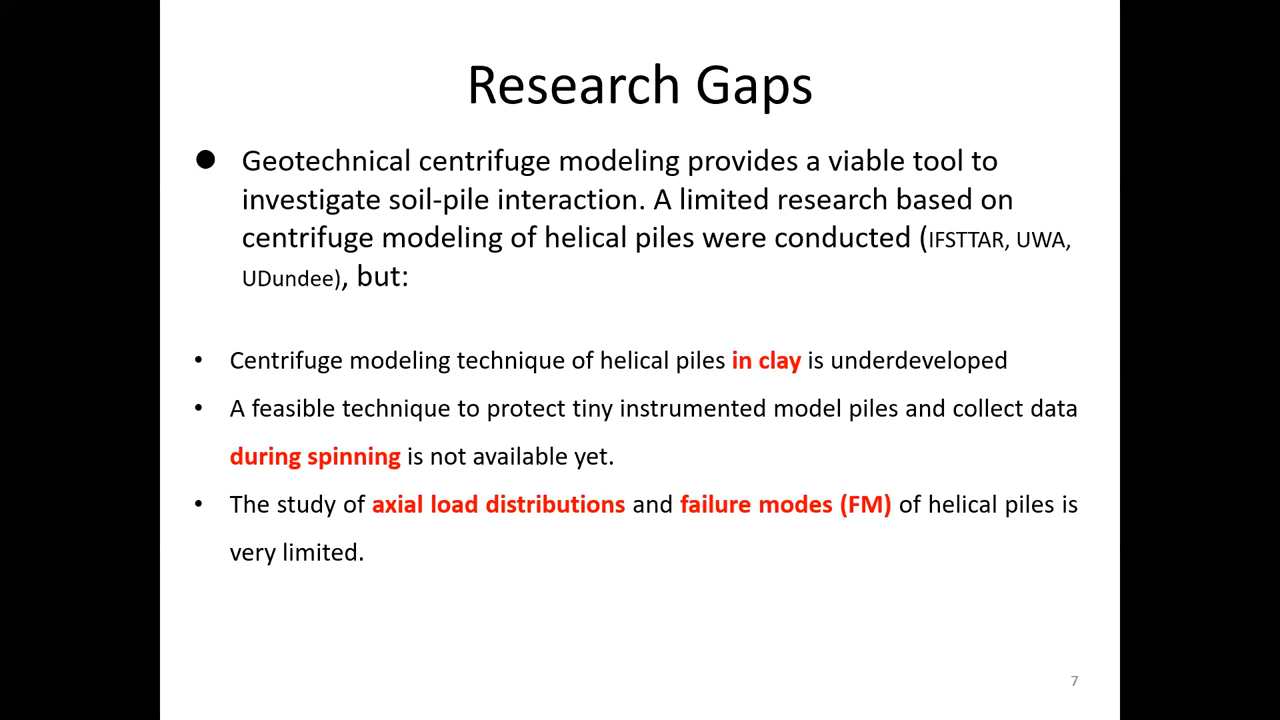 Research Gaps
● Geotechnical centrifuge modeling provides a viable tool to
investigate soil-pile interaction. A limited research based on
centrifuge modeling of helical piles were conducted (IFSTTAR, UWA,
UDundee), but:
• Centrifuge modeling technique of helical piles in clay is underdeveloped
• A feasible technique to protect tiny instrumented model piles and collect data
during spinning is not available yet.
• The study of axial load distributions and failure modes (FM) of helical piles is
very limited.
7